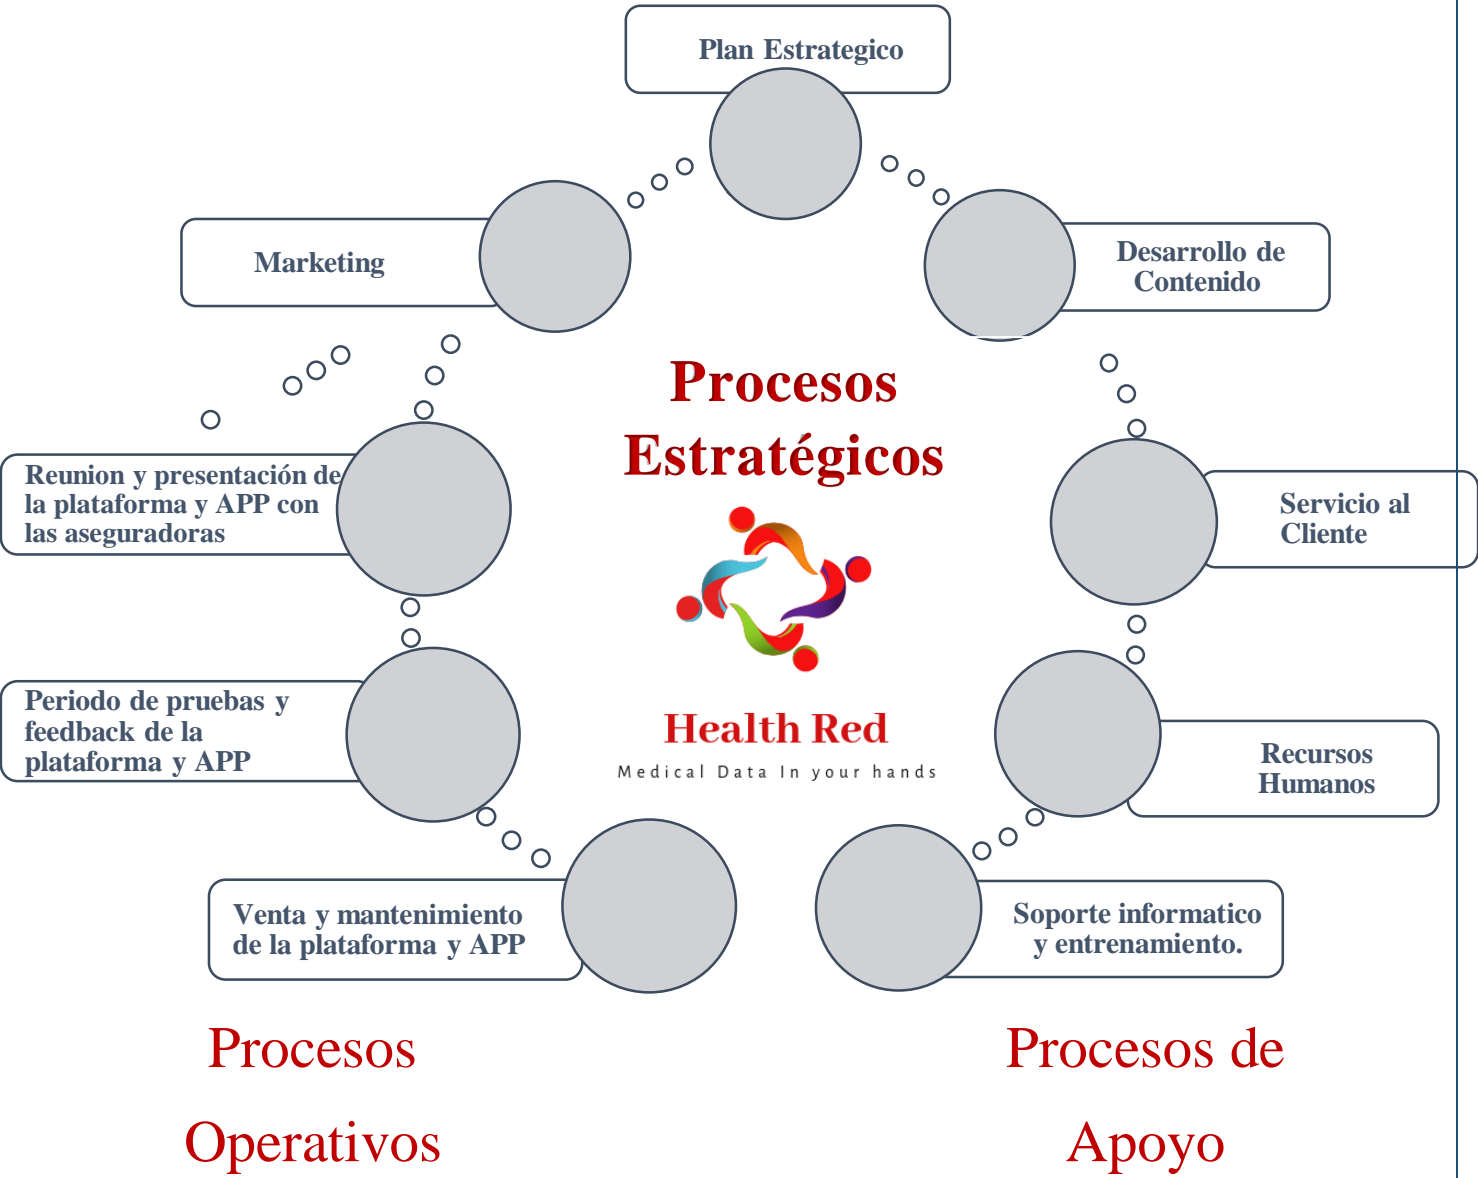 Plan Estrategico
Marketing
Desarrollo de
Contenido
Procesos
Estratégicos
Reunion y presentación de
la plataforma y APP con
las aseguradoras
Servicio al
Cliente
Periodo de pruebas y
feedback de la
plataforma y APP
Health Red
Medical Data In your hands
Recursos
Humanos
Venta y mantenimiento
de la plataforma y APP
Soporte informatico
y entrenamiento.
Procesos
Operativos
Procesos de
Apoyo